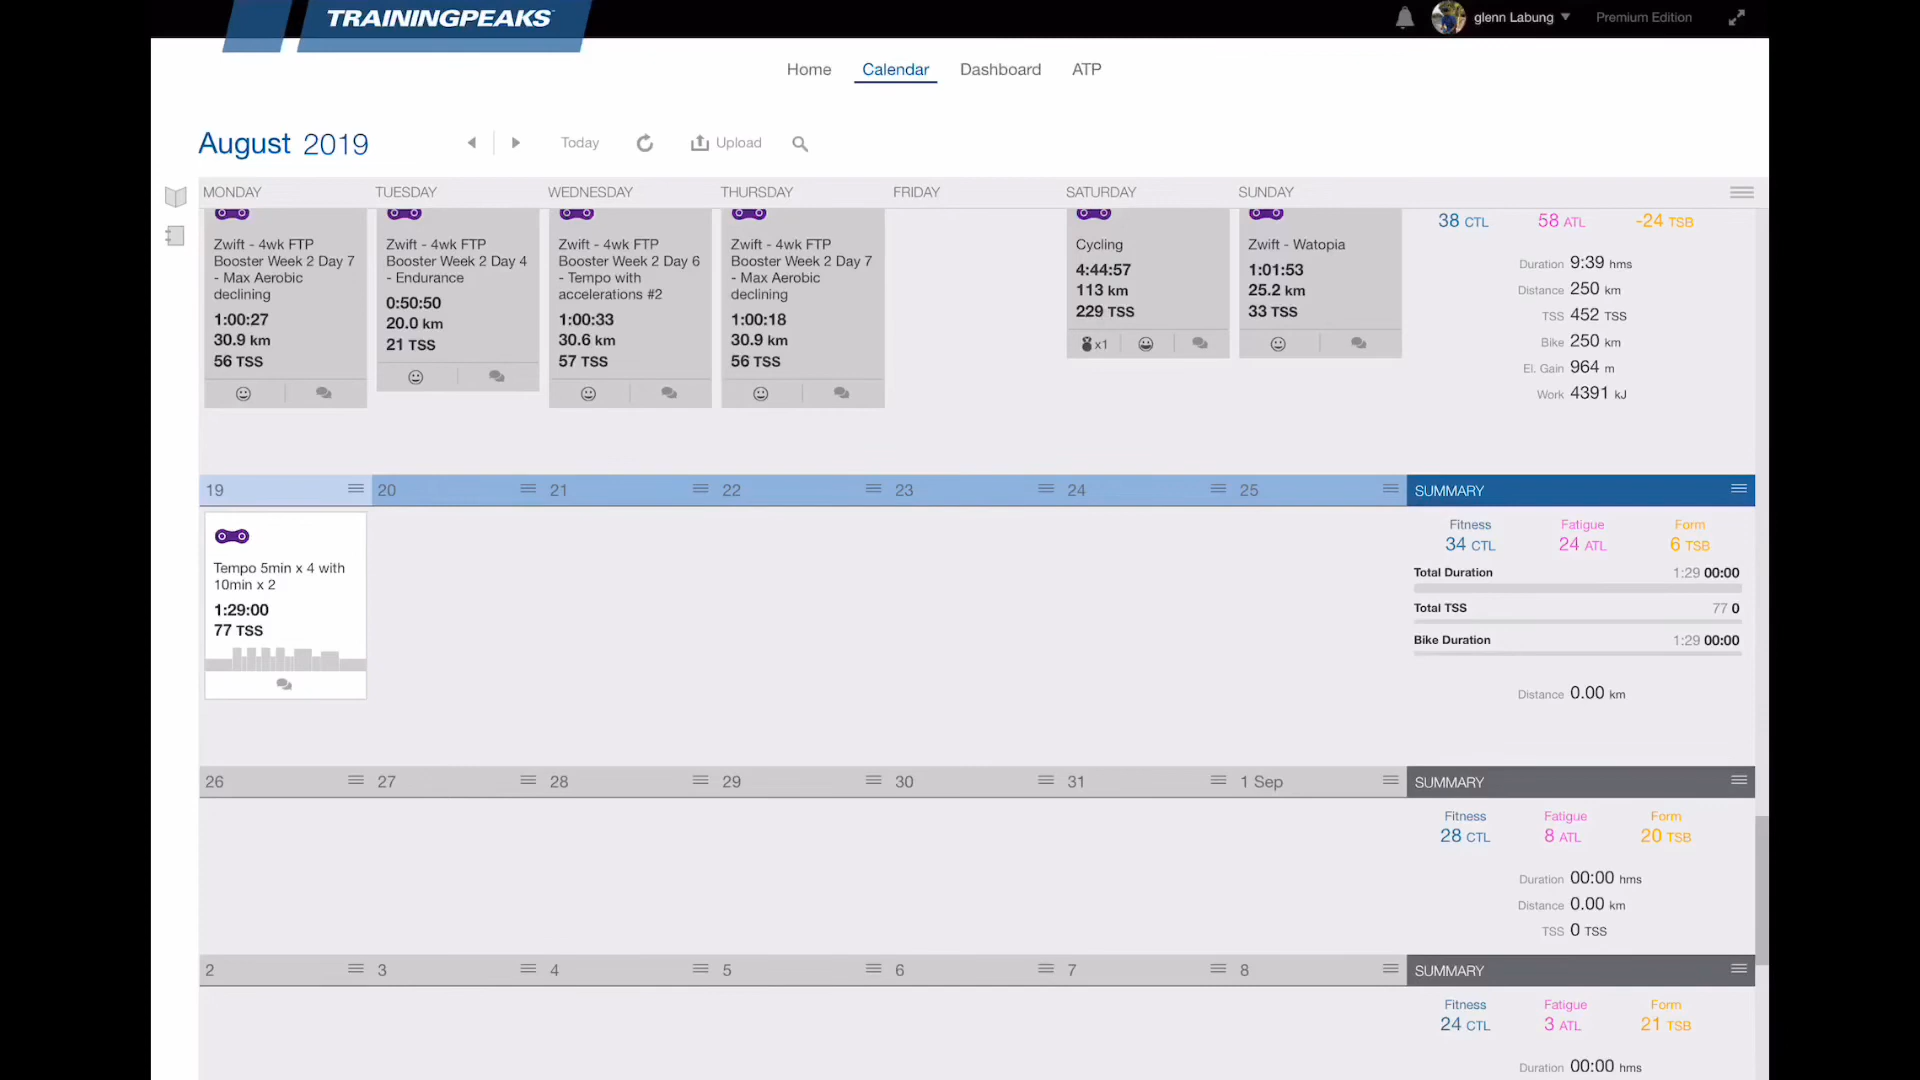 TRAININGPEAKS
glenn Labung
Premium Edition
Home
Calendar
Dashboard
ATP
August 2019
Today
Upload
MONDAY
TUESDAY
WEDNESDAY
THURSDAY
FRIDAY
SATURDAY
SUNDAY
Zwift - 4wk FTP
Booster Week 2 Day 7
- Max Aerobic
declining
1:00:27
30.9 km
56 TSS
Zwift - 4wk FTP
Booster Week 2 Day 4
- Endurance
0:50:50
20.0 km
21 TSS
Zwift - 4wk FTP
Booster Week 2 Day 6
- Tempo with
accelerations #2
1:00:33
30.6 km
57 TSS
Zwift - 4wk FTP
Booster Week 2 Day 7
- Max Aerobic
declining
1:00:18
30.9 km
56 TSS
Cycling
4:44:57
113 km
229 TSS
x1
Zwift - Watopia
1:01:53
25.2 km
33 TSS
38 CTL
58 ATL
-24 TSB
Duration 9:39 hms
Distance 250 km
TSS 452 TSS
Bike 250 km
El. Gain 964 m
Work 4391 kJ
19
20
21
22
23
24
25
SUMMARY
Tempo 5min x 4 with
10min x 2
1:29:00
77 TSS
Fitness
34 CTL
Fatigue
24 ATL
Form
6 TSB
Total Duration 1:29 00:00
Total TSS 77 0
Bike Duration 1:29 00:00
Distance 0.00 km
26
27
28
29
30
31
1 Sep
SUMMARY
Fitness
28 CTL
Fatigue
8 ATL
Form
20 TSB
Duration 00:00 hms
Distance 0.00 km
TSS 0 TSS
2
3
4
5
6
7
8
SUMMARY
Fitness
24 CTL
Fatigue
3 ATL
Form
21 TSB
Duration 00:00 hms